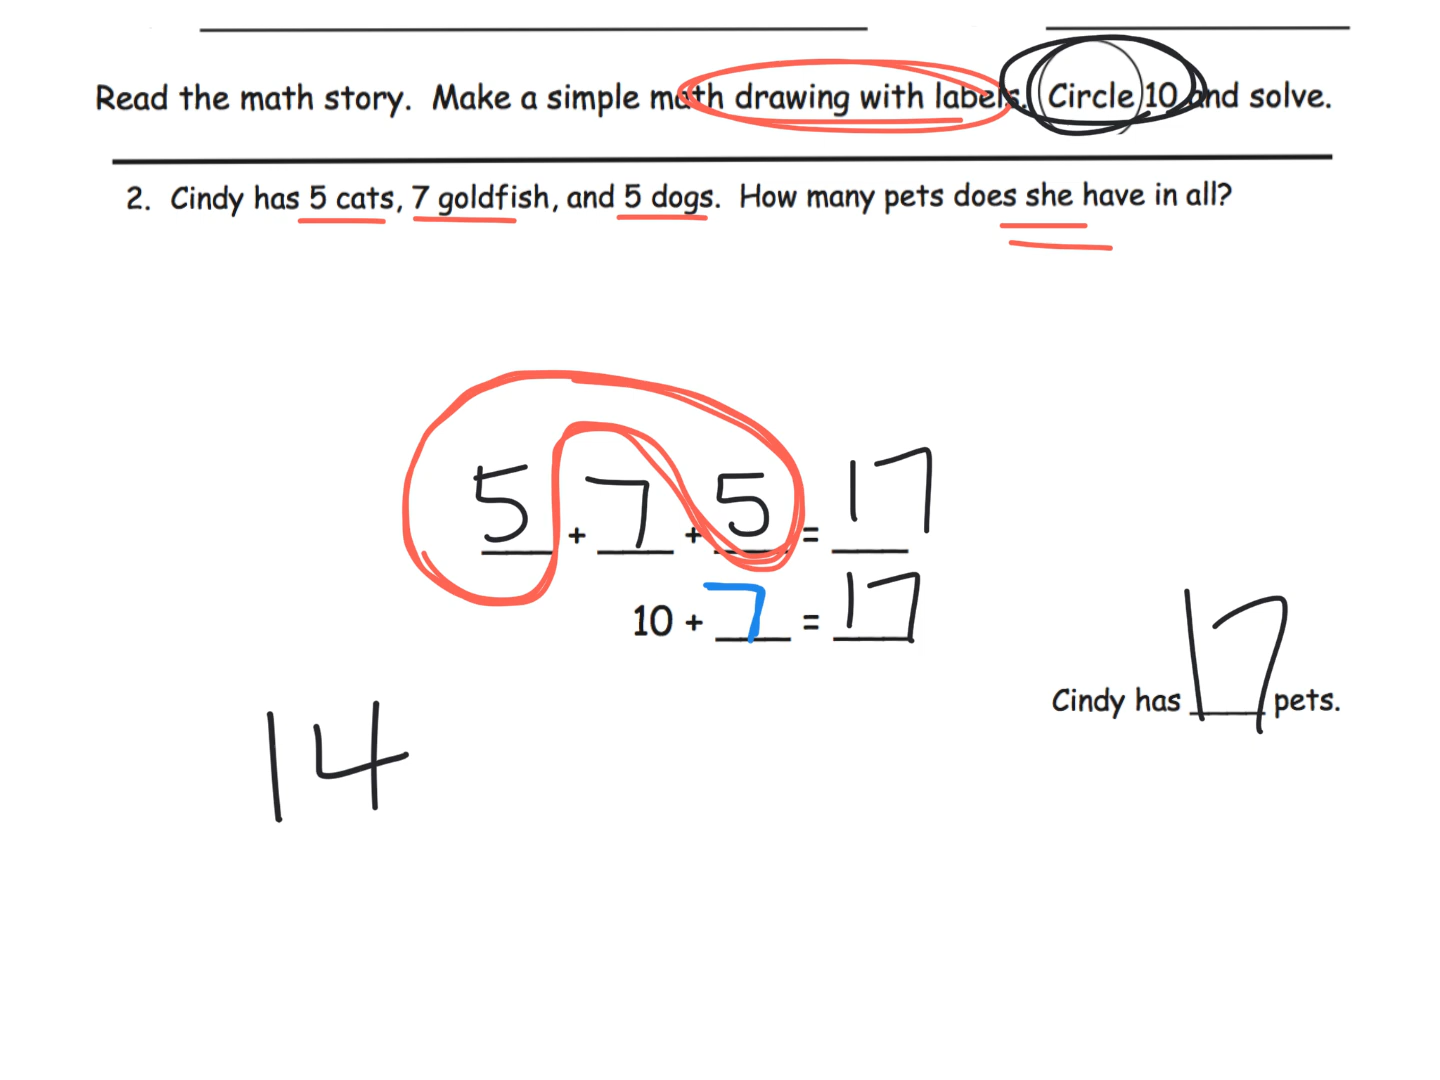 Read the math story. Make a simple math drawing with labels. Circle 10 and solve.
2. Cindy has 5 cats, 7 goldfish, and 5 dogs. How many pets does she have in all?
5 + 7 + 5 = 17
10 + 7 = 17
Cindy has 17 pets.
14